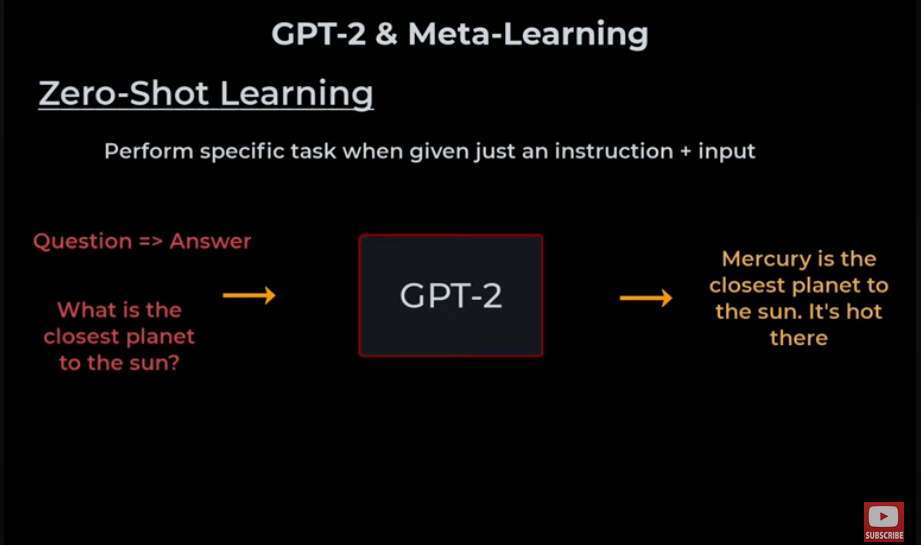 GPT-2 & Meta-Learning
Zero-Shot Learning
Perform specific task when given just an instruction + input
Question => Answer
What is the
closest planet
to the sun?
GPT-2
Mercury is the
closest planet to
the sun. It's hot
there
SUBSCRIBE